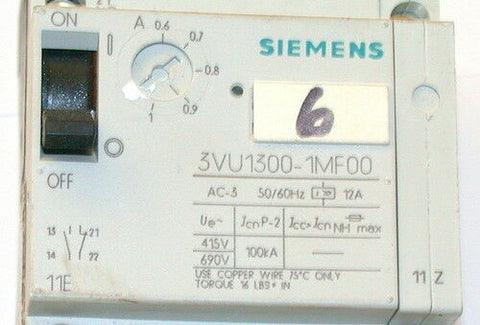 ON
A
0.6
0.7
0.8
0.9
1
SIEMENS
6
3VU1300-1MF00
OFF
AC-3 50/60Hz I> 12A
Ue~ IcnP-2 Icc>Icn NH max
415V
690V 100kA
13 21
14 22
11E
USE COPPER WIRE 75°C ONLY
TORQUE 16 LBS* IN
11 Z